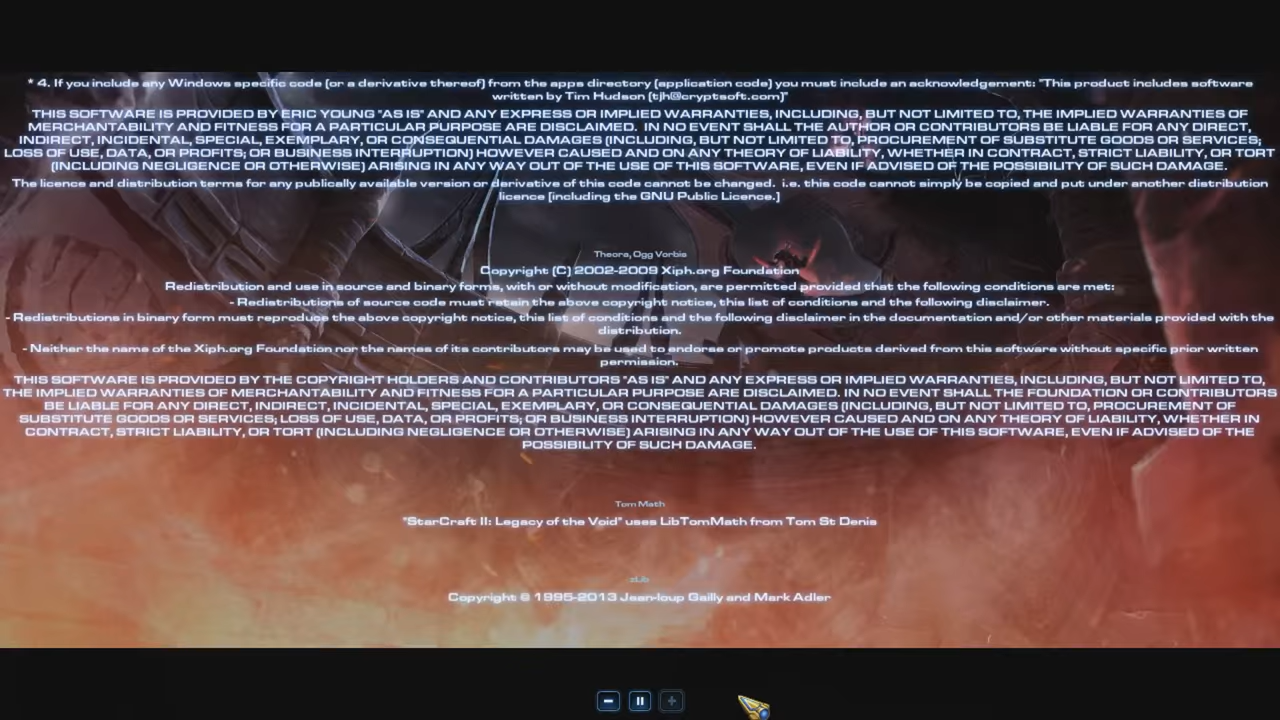 * 4. If you include any Windows specific code (or a derivative thereof) from the apps directory (application code) you must include an acknowledgement: "This product includes software
written by Tim Hudson (tjh@cryptsoft.com)"
THIS SOFTWARE IS PROVIDED BY ERIC YOUNG "AS IS" AND ANY EXPRESS OR IMPLIED WARRANTIES, INCLUDING, BUT NOT LIMITED TO, THE IMPLIED WARRANTIES OF
MERCHANTABILITY AND FITNESS FOR A PARTICULAR PURPOSE ARE DISCLAIMED.  IN NO EVENT SHALL THE AUTHOR OR CONTRIBUTORS BE LIABLE FOR ANY DIRECT,
INDIRECT, INCIDENTAL, SPECIAL, EXEMPLARY, OR CONSEQUENTIAL DAMAGES (INCLUDING, BUT NOT LIMITED TO, PROCUREMENT OF SUBSTITUTE GOODS OR SERVICES;
LOSS OF USE, DATA, OR PROFITS; OR BUSINESS INTERRUPTION) HOWEVER CAUSED AND ON ANY THEORY OF LIABILITY, WHETHER IN CONTRACT, STRICT LIABILITY, OR TORT
(INCLUDING NEGLIGENCE OR OTHERWISE) ARISING IN ANY WAY OUT OF THE USE OF THIS SOFTWARE, EVEN IF ADVISED OF THE POSSIBILITY OF SUCH DAMAGE.
The licence and distribution terms for any publically available version or derivative of this code cannot be changed.  i.e. this code cannot simply be copied and put under another distribution
licence [including the GNU Public Licence.]
Theora, Ogg Vorbis
Copyright (C) 2002-2009 Xiph.org Foundation
Redistribution and use in source and binary forms, with or without modification, are permitted provided that the following conditions are met:
- Redistributions of source code must retain the above copyright notice, this list of conditions and the following disclaimer.
- Redistributions in binary form must reproduce the above copyright notice, this list of conditions and the following disclaimer in the documentation and/or other materials provided with the
distribution.
- Neither the name of the Xiph.org Foundation nor the names of its contributors may be used to endorse or promote products derived from this software without specific prior written
permission.
THIS SOFTWARE IS PROVIDED BY THE COPYRIGHT HOLDERS AND CONTRIBUTORS "AS IS" AND ANY EXPRESS OR IMPLIED WARRANTIES, INCLUDING, BUT NOT LIMITED TO,
THE IMPLIED WARRANTIES OF MERCHANTABILITY AND FITNESS FOR A PARTICULAR PURPOSE ARE DISCLAIMED. IN NO EVENT SHALL THE FOUNDATION OR CONTRIBUTORS
BE LIABLE FOR ANY DIRECT, INDIRECT, INCIDENTAL, SPECIAL, EXEMPLARY, OR CONSEQUENTIAL DAMAGES (INCLUDING, BUT NOT LIMITED TO, PROCUREMENT OF
SUBSTITUTE GOODS OR SERVICES; LOSS OF USE, DATA, OR PROFITS; OR BUSINESS INTERRUPTION) HOWEVER CAUSED AND ON ANY THEORY OF LIABILITY, WHETHER IN
CONTRACT, STRICT LIABILITY, OR TORT (INCLUDING NEGLIGENCE OR OTHERWISE) ARISING IN ANY WAY OUT OF THE USE OF THIS SOFTWARE, EVEN IF ADVISED OF THE
POSSIBILITY OF SUCH DAMAGE.
Tom Math
"StarCraft II: Legacy of the Void" uses LibTomMath from Tom St Denis
zLib
Copyright © 1995-2013 Jean-loup Gailly and Mark Adler